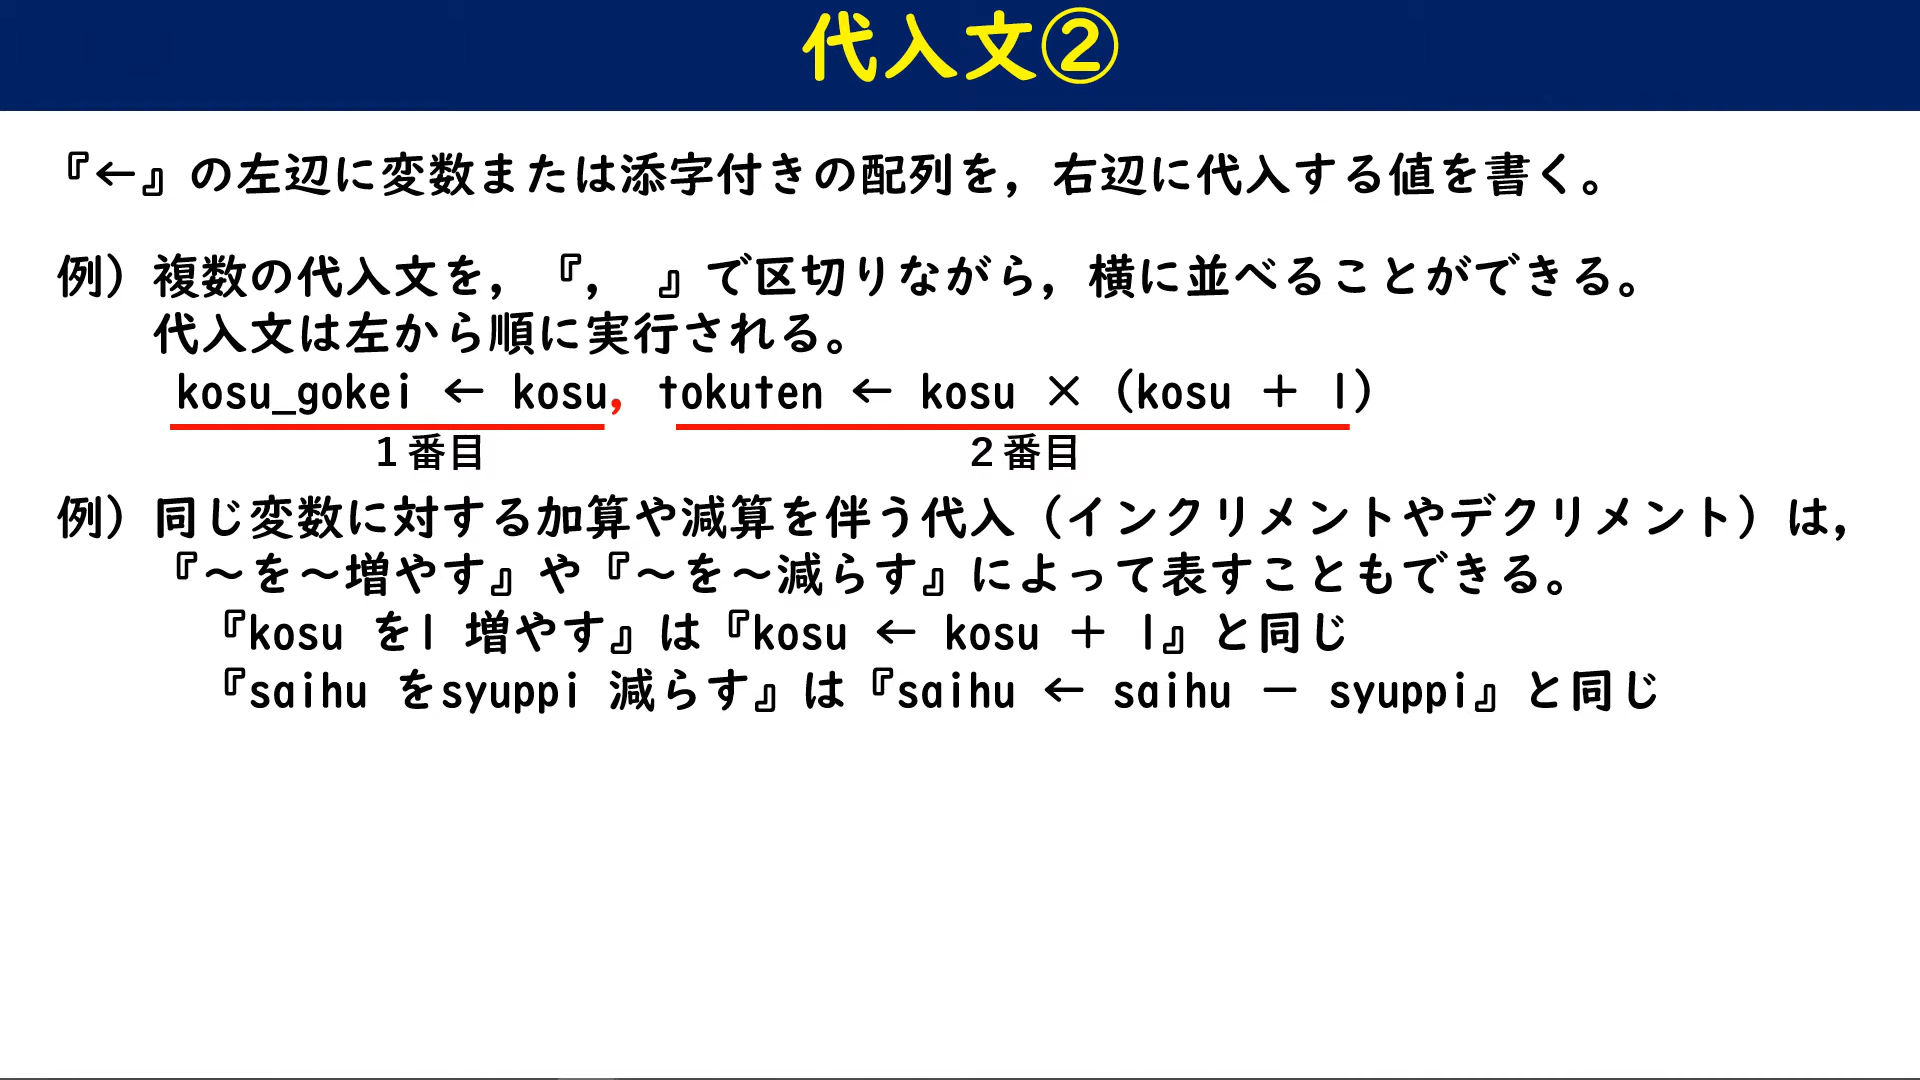 代入文②
『←』の左辺に変数または添字付きの配列を，右辺に代入する値を書く。
例）複数の代入文を，『， 』で区切りながら，横に並べることができる。
代入文は左から順に実行される。
kosu_gokei ← kosu，tokuten ← kosu × (kosu ＋ 1)
１番目 ２番目
例）同じ変数に対する加算や減算を伴う代入（インクリメントやデクリメント）は，
『～を～増やす』や『～を～減らす』によって表すこともできる。
『kosu を1 増やす』は『kosu ← kosu ＋ 1』と同じ
『saihu をsyuppi 減らす』は『saihu ← saihu － syuppi』と同じ